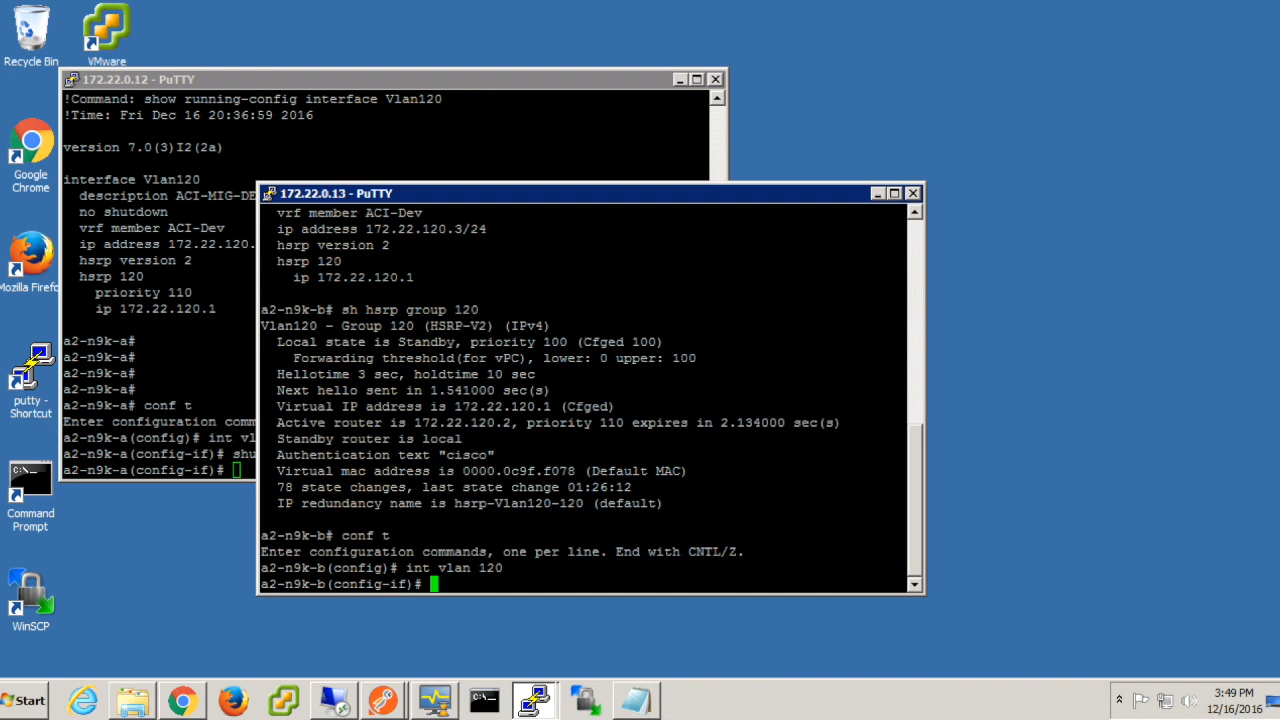 Recycle Bin
VMware
Google
Chrome
Mozilla Firefo
putty -
Shortcut
Command
Prompt
WinSCP
172.22.0.12 - PuTTY
!Command: show running-config interface Vlan120
!Time: Fri Dec 16 20:36:59 2016
version 7.0(3)I2(2a)
interface Vlan120
description ACI-MIG-DE
no shutdown
vrf member ACI-Dev
ip address 172.22.120.
hsrp version 2
hsrp 120
priority 110
ip 172.22.120.1
a2-n9k-a#
a2-n9k-a#
a2-n9k-a#
a2-n9k-a#
a2-n9k-a# conf t
Enter configuration comm
a2-n9k-a(config)# int vl
a2-n9k-a(config-if)# shu
a2-n9k-a(config-if)#
172.22.0.13 - PuTTY
vrf member ACI-Dev
ip address 172.22.120.3/24
hsrp version 2
hsrp 120
ip 172.22.120.1
a2-n9k-b# sh hsrp group 120
Vlan120 - Group 120 (HSRP-V2) (IPv4)
Local state is Standby, priority 100 (Cfged 100)
Forwarding threshold(for vPC), lower: 0 upper: 100
Hellotime 3 sec, holdtime 10 sec
Next hello sent in 1.541000 sec(s)
Virtual IP address is 172.22.120.1 (Cfged)
Active router is 172.22.120.2, priority 110 expires in 2.134000 sec(s)
Standby router is local
Authentication text "cisco"
Virtual mac address is 0000.0c9f.f078 (Default MAC)
78 state changes, last state change 01:26:12
IP redundancy name is hsrp-Vlan120-120 (default)
a2-n9k-b# conf t
Enter configuration commands, one per line. End with CNTL/Z.
a2-n9k-b(config)# int vlan 120
a2-n9k-b(config-if)#
Start
3:49 PM
12/16/2016